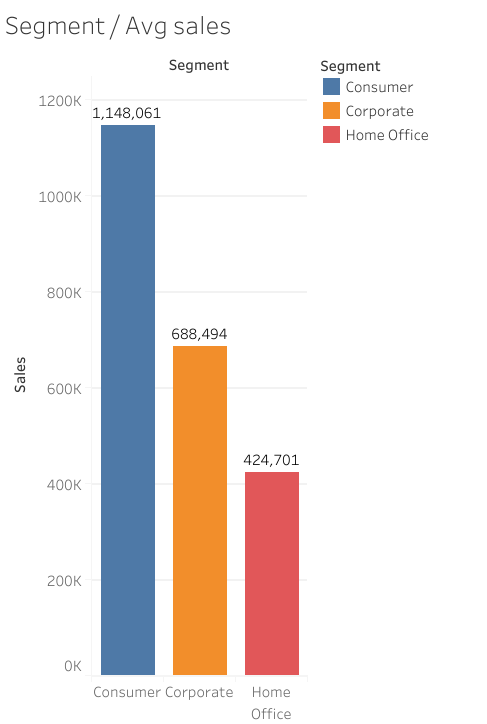 Segment / Avg sales
Segment
Segment
Consumer
Corporate
Home Office
1200K
1,148,061
1000K
800K
688,494
Sales
600K
424,701
400K
200K
0K
Consumer Corporate Home
Office